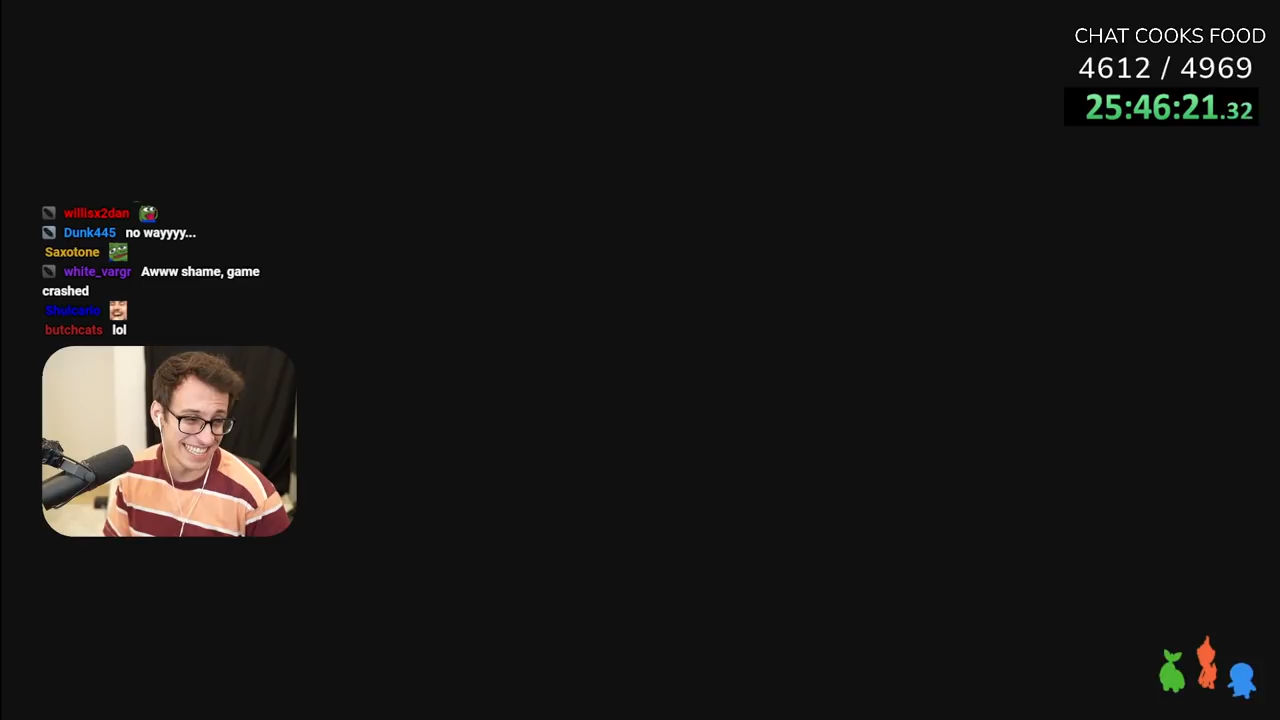 CHAT COOKS FOOD
4612 / 4969
25:46:21.32
willisx2dan
Dunk445 no wayyyy...
Saxotone
white_vargr Awww shame, game
crashed
Shulcarie
butchcats lol